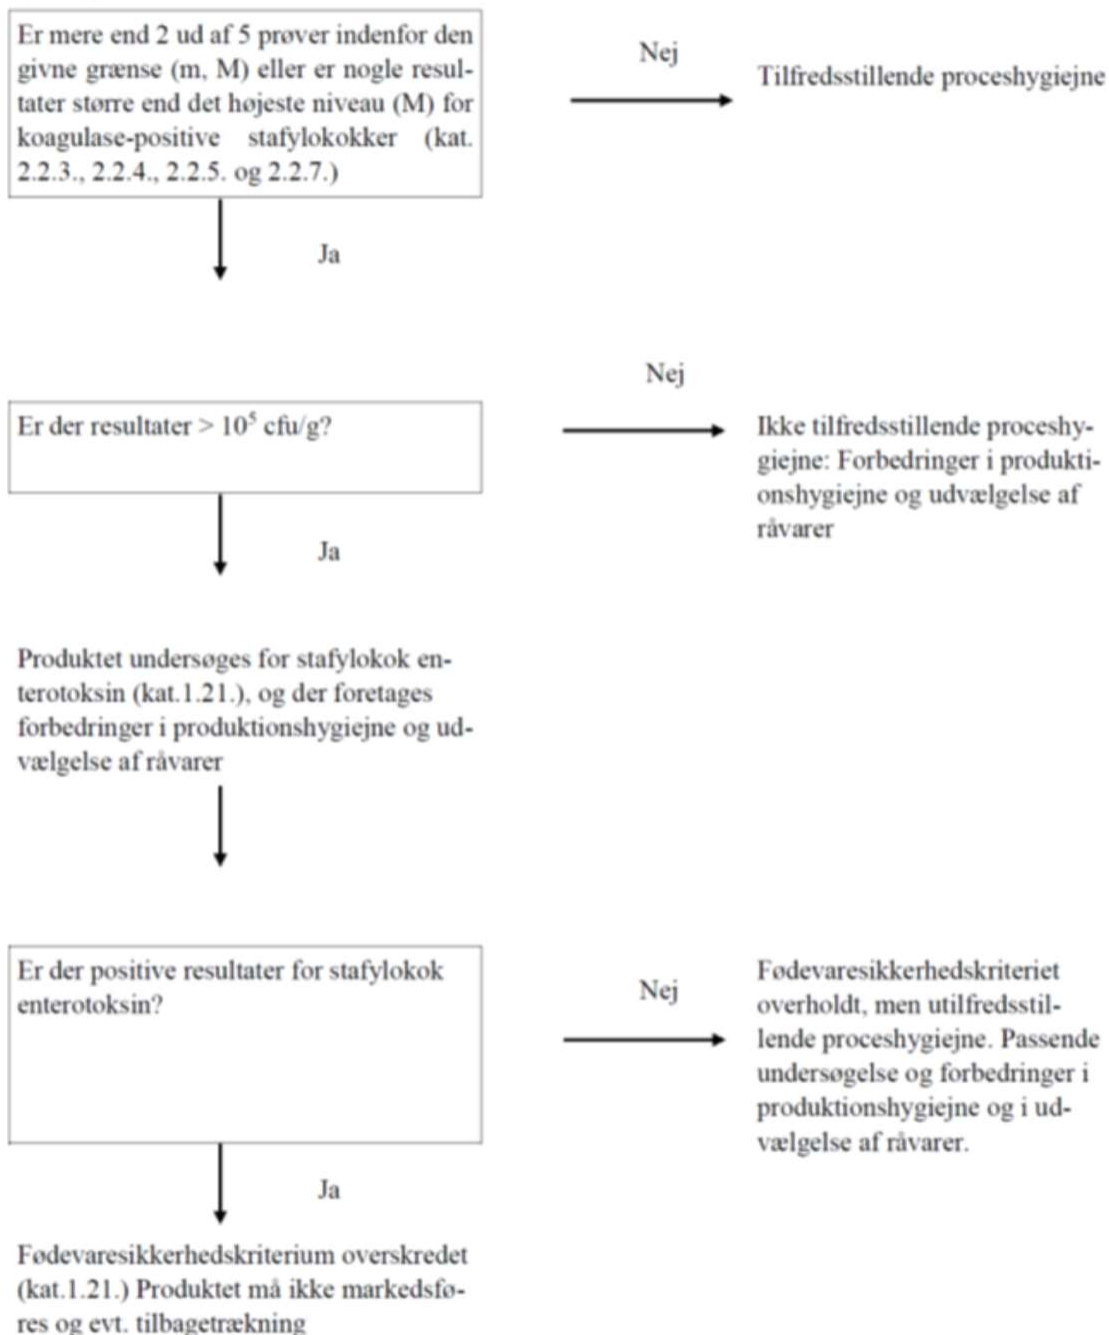 Er mere end 2 ud af 5 prøver indenfor den
givne grænse (m, M) eller er nogle resul-
tater større end det højeste niveau (M) for
koagulase-positive stafylokokker (kat.
2.2.3., 2.2.4., 2.2.5. og 2.2.7.)
Nej
Tilfredsstillende proceshygiejne
Ja
Er der resultater > 10⁵ cfu/g?
Nej
Ikke tilfredsstillende proceshy-
giejne: Forbedringer i produkti-
onshygiejne og udvælgelse af
råvarer
Ja
Produktet undersøges for stafylokok en-
terotoksin (kat.1.21.), og der foretages
forbedringer i produktionshygiejne og ud-
vælgelse af råvarer
Er der positive resultater for stafylokok
enterotoksin?
Nej
Fødevaresikkerhedskriteriet
overholdt, men utilfredsstil-
lende proceshygiejne. Passende
undersøgelse og forbedringer i
produktionshygiejne og i ud-
vælgelse af råvarer.
Ja
Fødevaresikkerhedskriterium overskredet
(kat.1.21.) Produktet må ikke markedsfø-
res og evt. tilbagetrækning